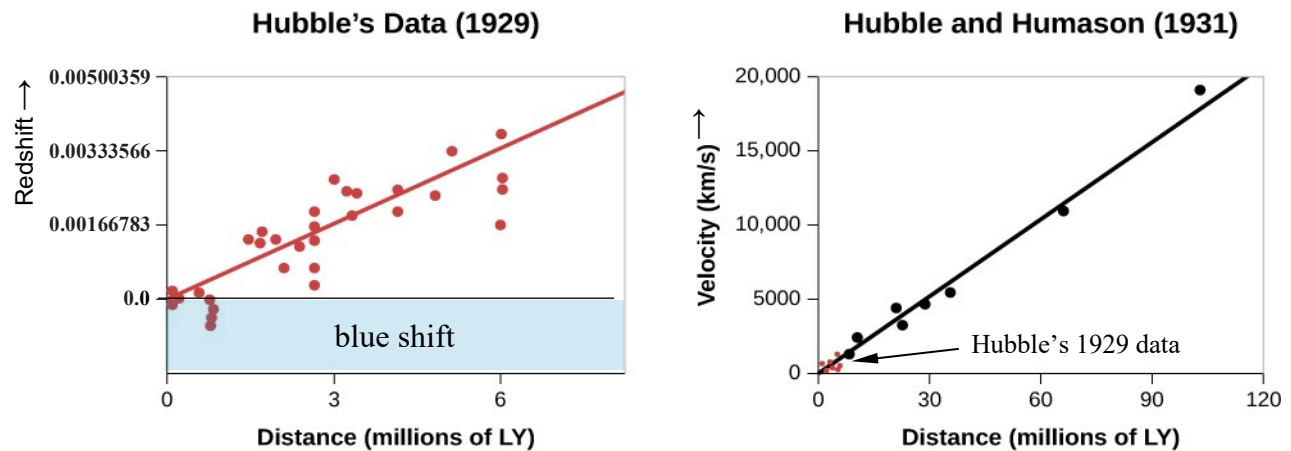 Hubble's Data (1929)
Redshift →
0.00500359
0.00333566
0.00166783
0.0
blue shift
0 3 6
Distance (millions of LY)
Hubble and Humason (1931)
Velocity (km/s) →
20,000
15,000
10,000
5000
0
Hubble's 1929 data
0 30 60 90 120
Distance (millions of LY)